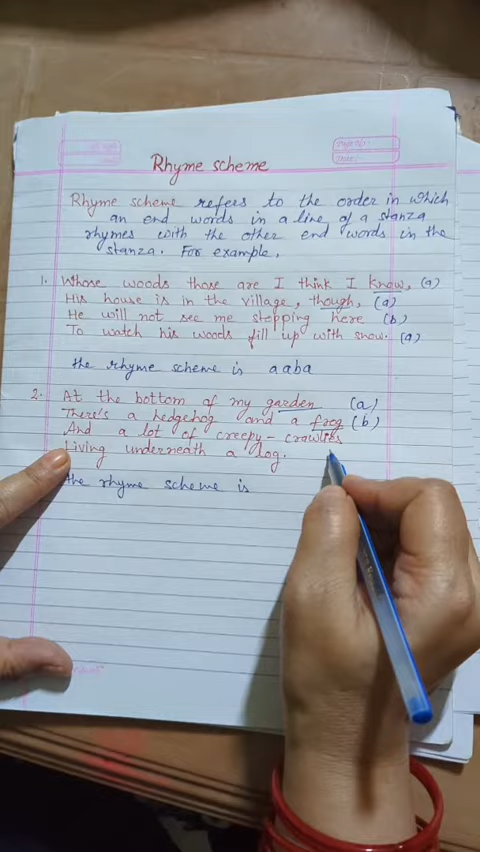 Rhyme scheme
Rhyme scheme refers to the order in which
an end words in a line of a stanza
rhymes with the other end words in the
stanza. For example,
1. Whose woods those are I think I know, (a)
His house is in the village, though, (a)
He will not see me stopping here (b)
To watch his woods fill up with snow. (a)
the rhyme scheme is aaba
2. At the bottom of my garden (a)
There's a hedgehog and a frog (b)
And a lot of creepy-crawlies
Living underneath a log.
the rhyme scheme is